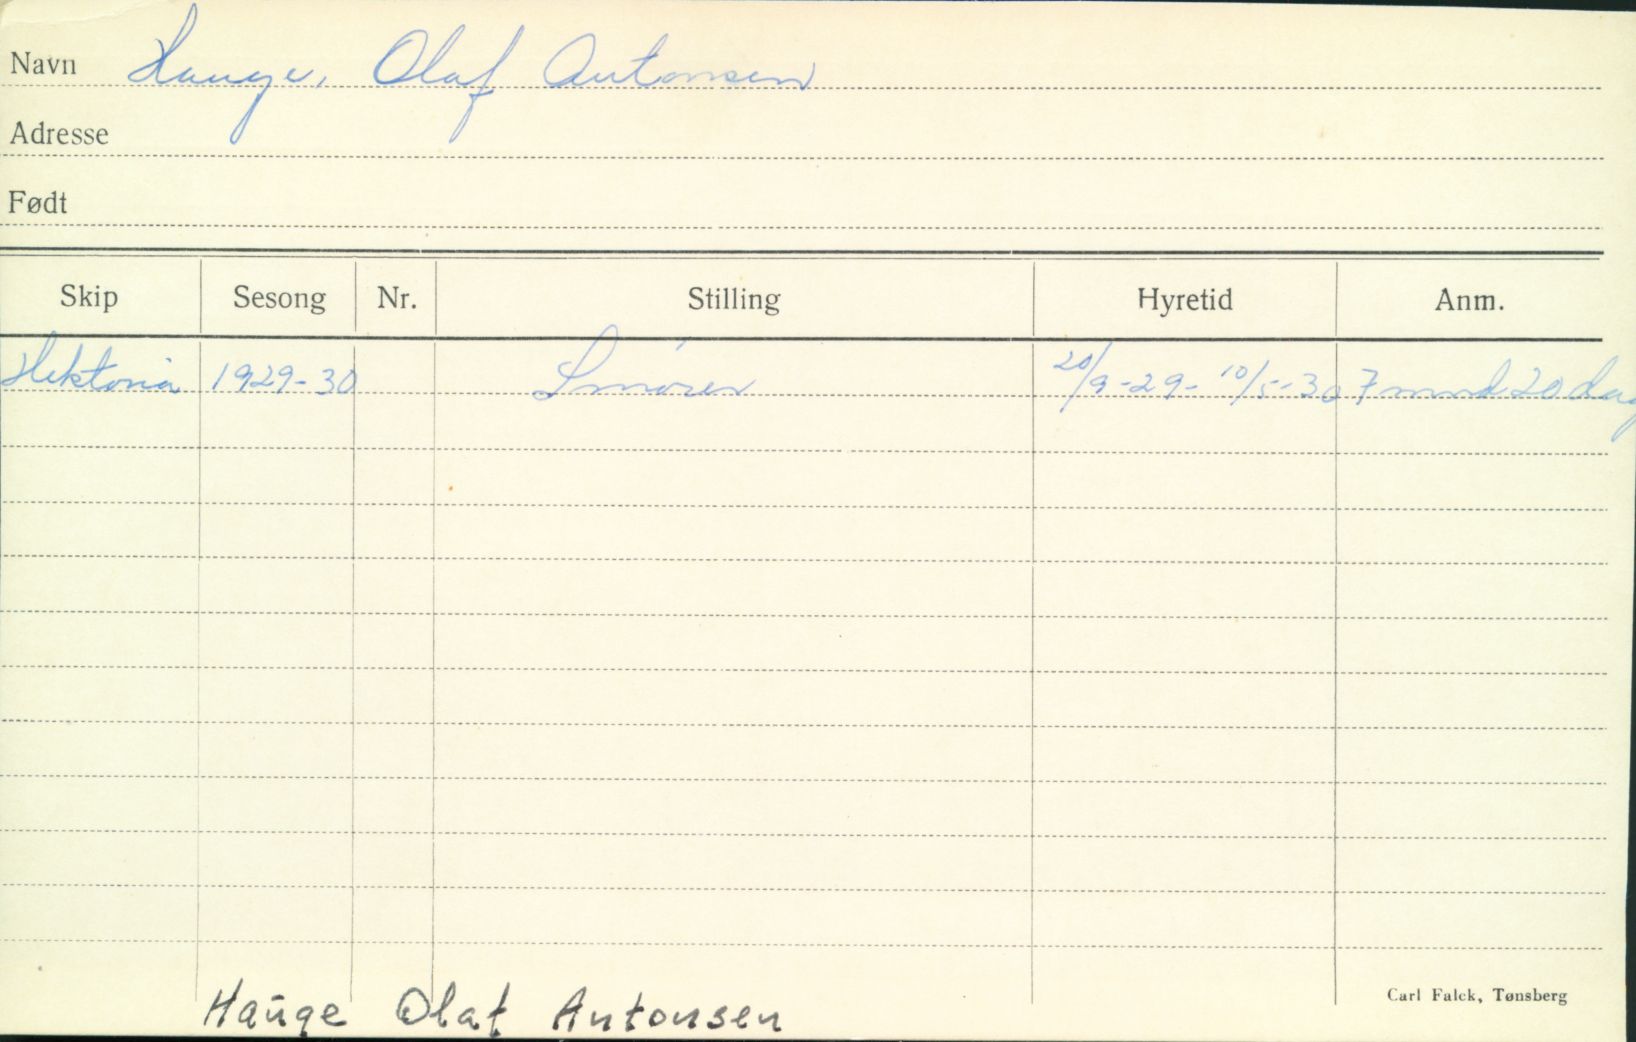 Navn Hauge, Olaf Antonsen
Adresse
Født
Skip Sesong Nr. Stilling Hyretid Anm.
Hektoria 1929-30 Smører 20/9-29- 10/5-30 7 mnd 20 dag
Carl Falck, Tønsberg
Hauge Olaf Antonsen